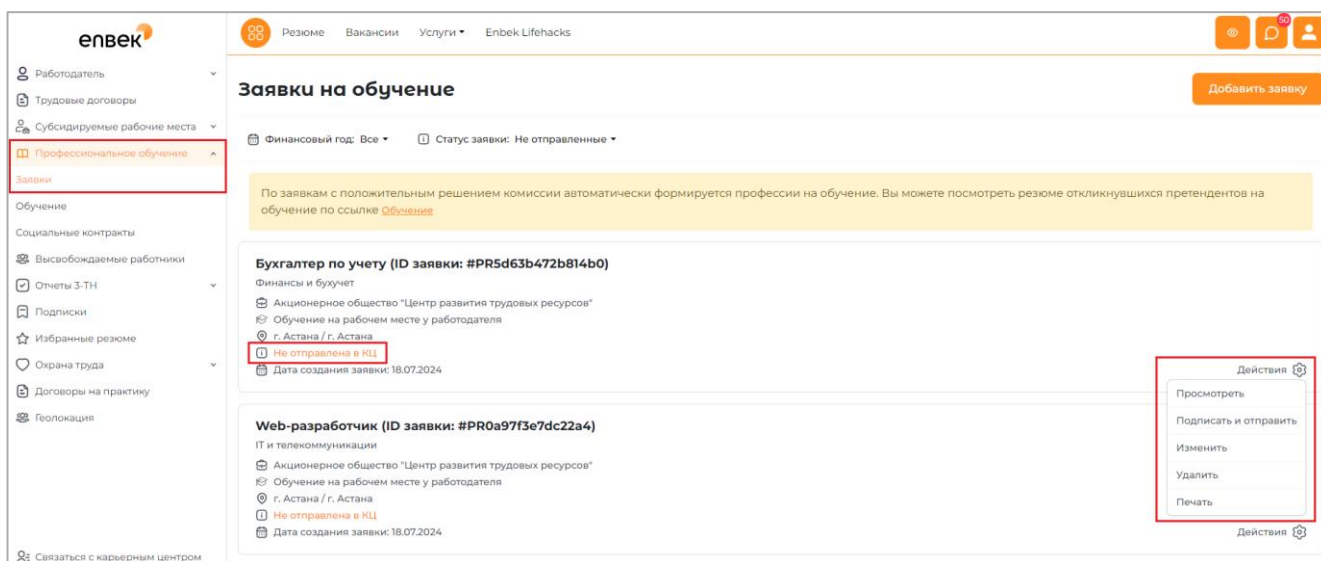 enbek
Работодатель
Трудовые договоры
Субсидируемые рабочие места
Профессиональное обучение
Заявки
Обучение
Социальные контракты
Высвобождаемые работники
Отчеты 3-ТН
Подписки
Избранные резюме
Охрана труда
Договоры на практику
Геолокация
Связаться с карьерным центром
Резюме Вакансии Услуги Enbek Lifehacks
50
Заявки на обучение
Добавить заявку
Финансовый год: Все Статус заявки: Не отправленные
По заявкам с положительным решением комиссии автоматически формируется профессии на обучение. Вы можете посмотреть резюме откликнувшихся претендентов на
обучение по ссылке Обучение
Бухгалтер по учету (ID заявки: #PR5d63b472b814b0)
Финансы и бухучет
Акционерное общество "Центр развития трудовых ресурсов"
Обучение на рабочем месте у работодателя
г. Астана / г. Астана
Не отправлена в КЦ
Дата создания заявки: 18.07.2024
Действия
Просмотреть
Подписать и отправить
Изменить
Удалить
Печать
Web-разработчик (ID заявки: #PR0a97f3e7dc22a4)
IT и телекоммуникации
Акционерное общество "Центр развития трудовых ресурсов"
Обучение на рабочем месте у работодателя
г. Астана / г. Астана
Не отправлена в КЦ
Дата создания заявки: 18.07.2024
Действия